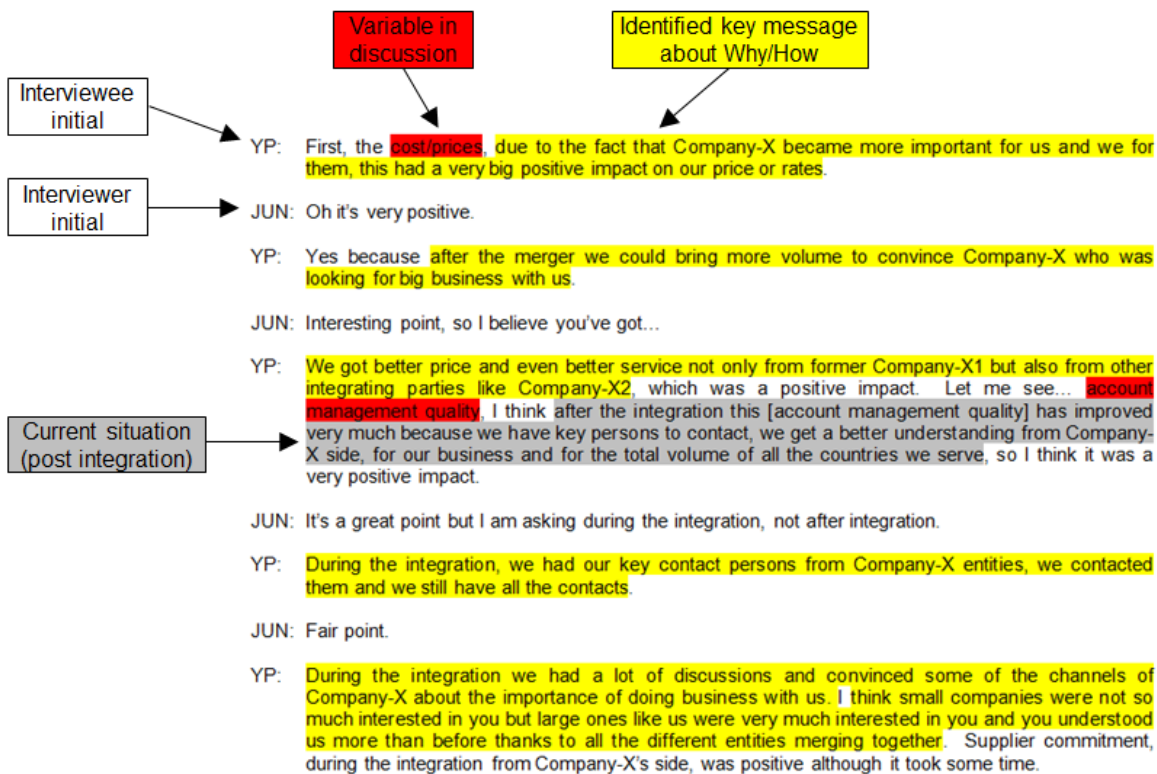 Variable in
discussion
Identified key message
about Why/How
Interviewee
initial
YP: First, the cost/prices, due to the fact that Company-X became more important for us and we for
them, this had a very big positive impact on our price or rates.
Interviewer
initial
JUN: Oh it's very positive.
YP: Yes because after the merger we could bring more volume to convince Company-X who was
looking for big business with us.
JUN: Interesting point, so I believe you've got…
YP: We got better price and even better service not only from former Company-X1 but also from other
integrating parties like Company-X2, which was a positive impact. Let me see… account
management quality, I think after the integration this [account management quality] has improved
very much because we have key persons to contact, we get a better understanding from Company-
X side, for our business and for the total volume of all the countries we serve, so I think it was a
very positive impact.
Current situation
(post integration)
JUN: It's a great point but I am asking during the integration, not after integration.
YP: During the integration, we had our key contact persons from Company-X entities, we contacted
them and we still have all the contacts.
JUN: Fair point.
YP: During the integration we had a lot of discussions and convinced some of the channels of
Company-X about the importance of doing business with us. I think small companies were not so
much interested in you but large ones like us were very much interested in you and you understood
us more than before thanks to all the different entities merging together. Supplier commitment,
during the integration from Company-X's side, was positive although it took some time.